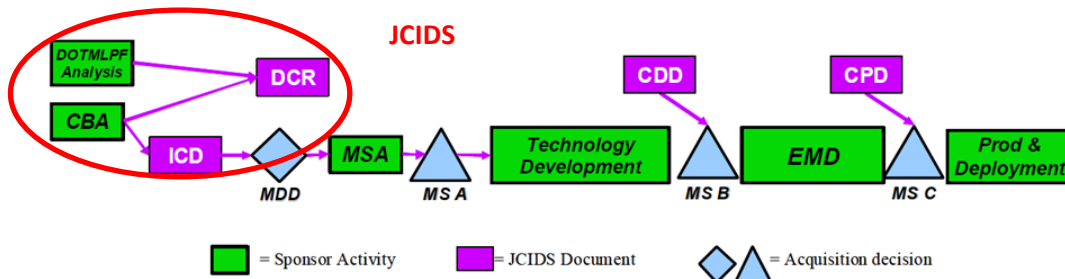 JCIDS
DOTMLPF
Analysis
DCR
CBA
ICD
MDD
MSA
MS A
Technology
Development
CDD
MS B
EMD
CPD
MS C
Prod &
Deployment
= Sponsor Activity
= JCIDS Document
= Acquisition decision